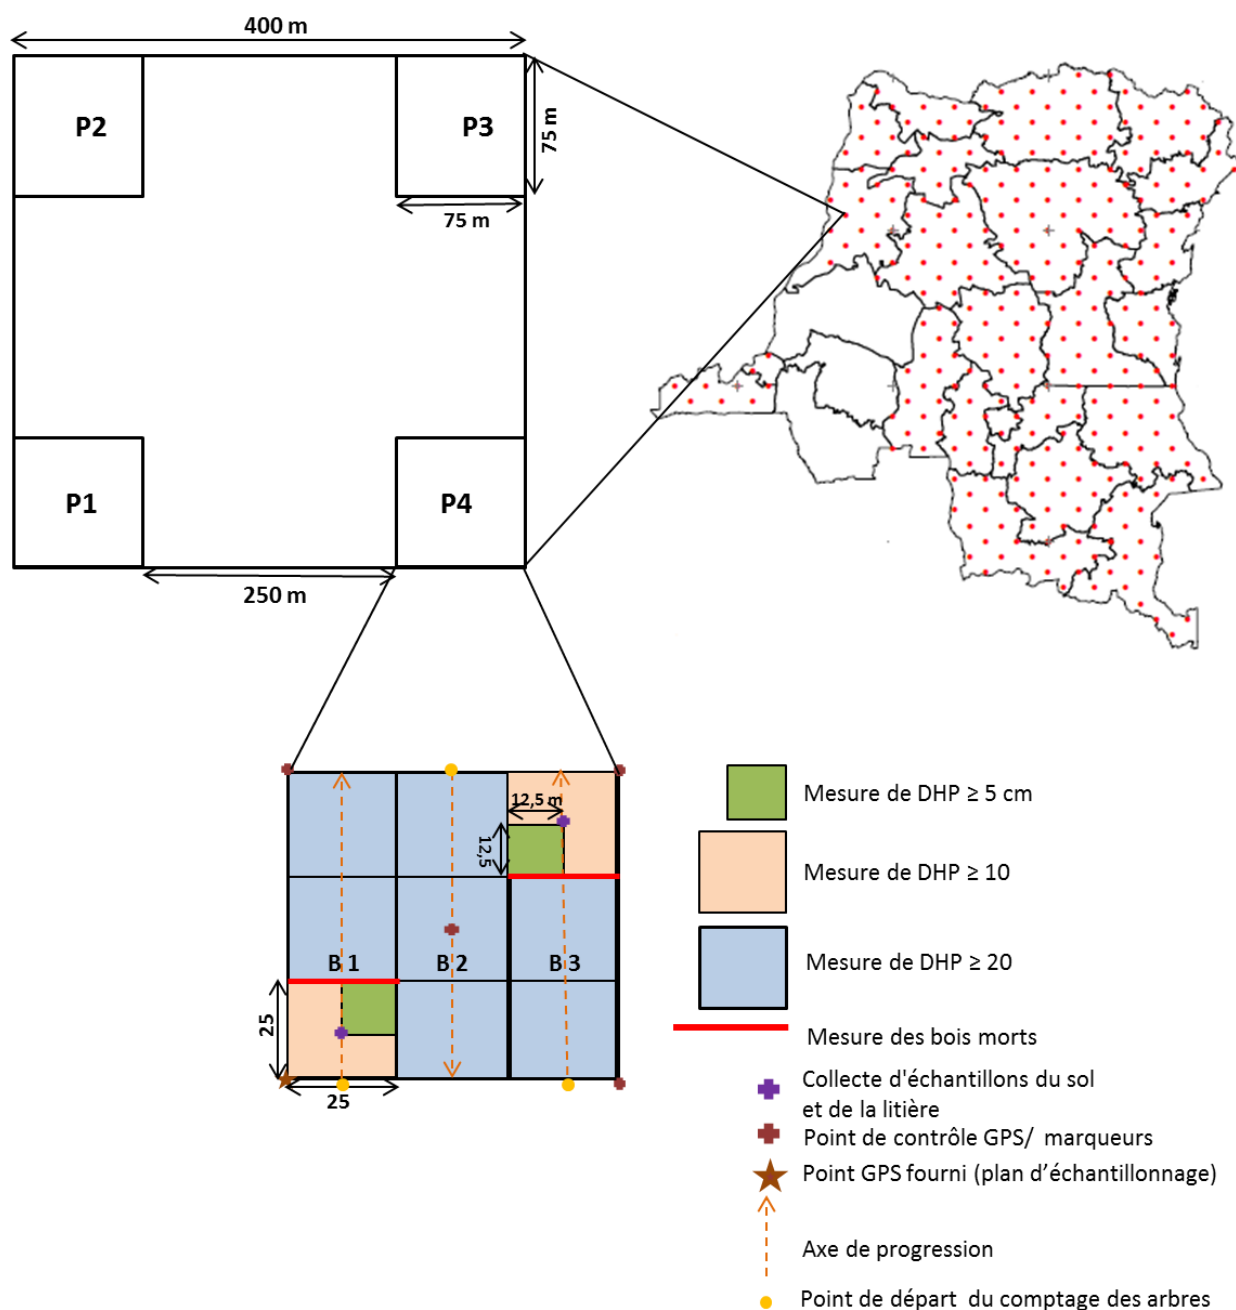 400 m
P2
P3
75 m
75 m
P1
P4
250 m
12,5 m
12,5
B 1
B 2
B 3
25
25
Mesure de DHP ≥ 5 cm
Mesure de DHP ≥ 10
Mesure de DHP ≥ 20
Mesure des bois morts
Collecte d'échantillons du sol
et de la litière
Point de contrôle GPS/ marqueurs
Point GPS fourni (plan d’échantillonnage)
Axe de progression
Point de départ du comptage des arbres